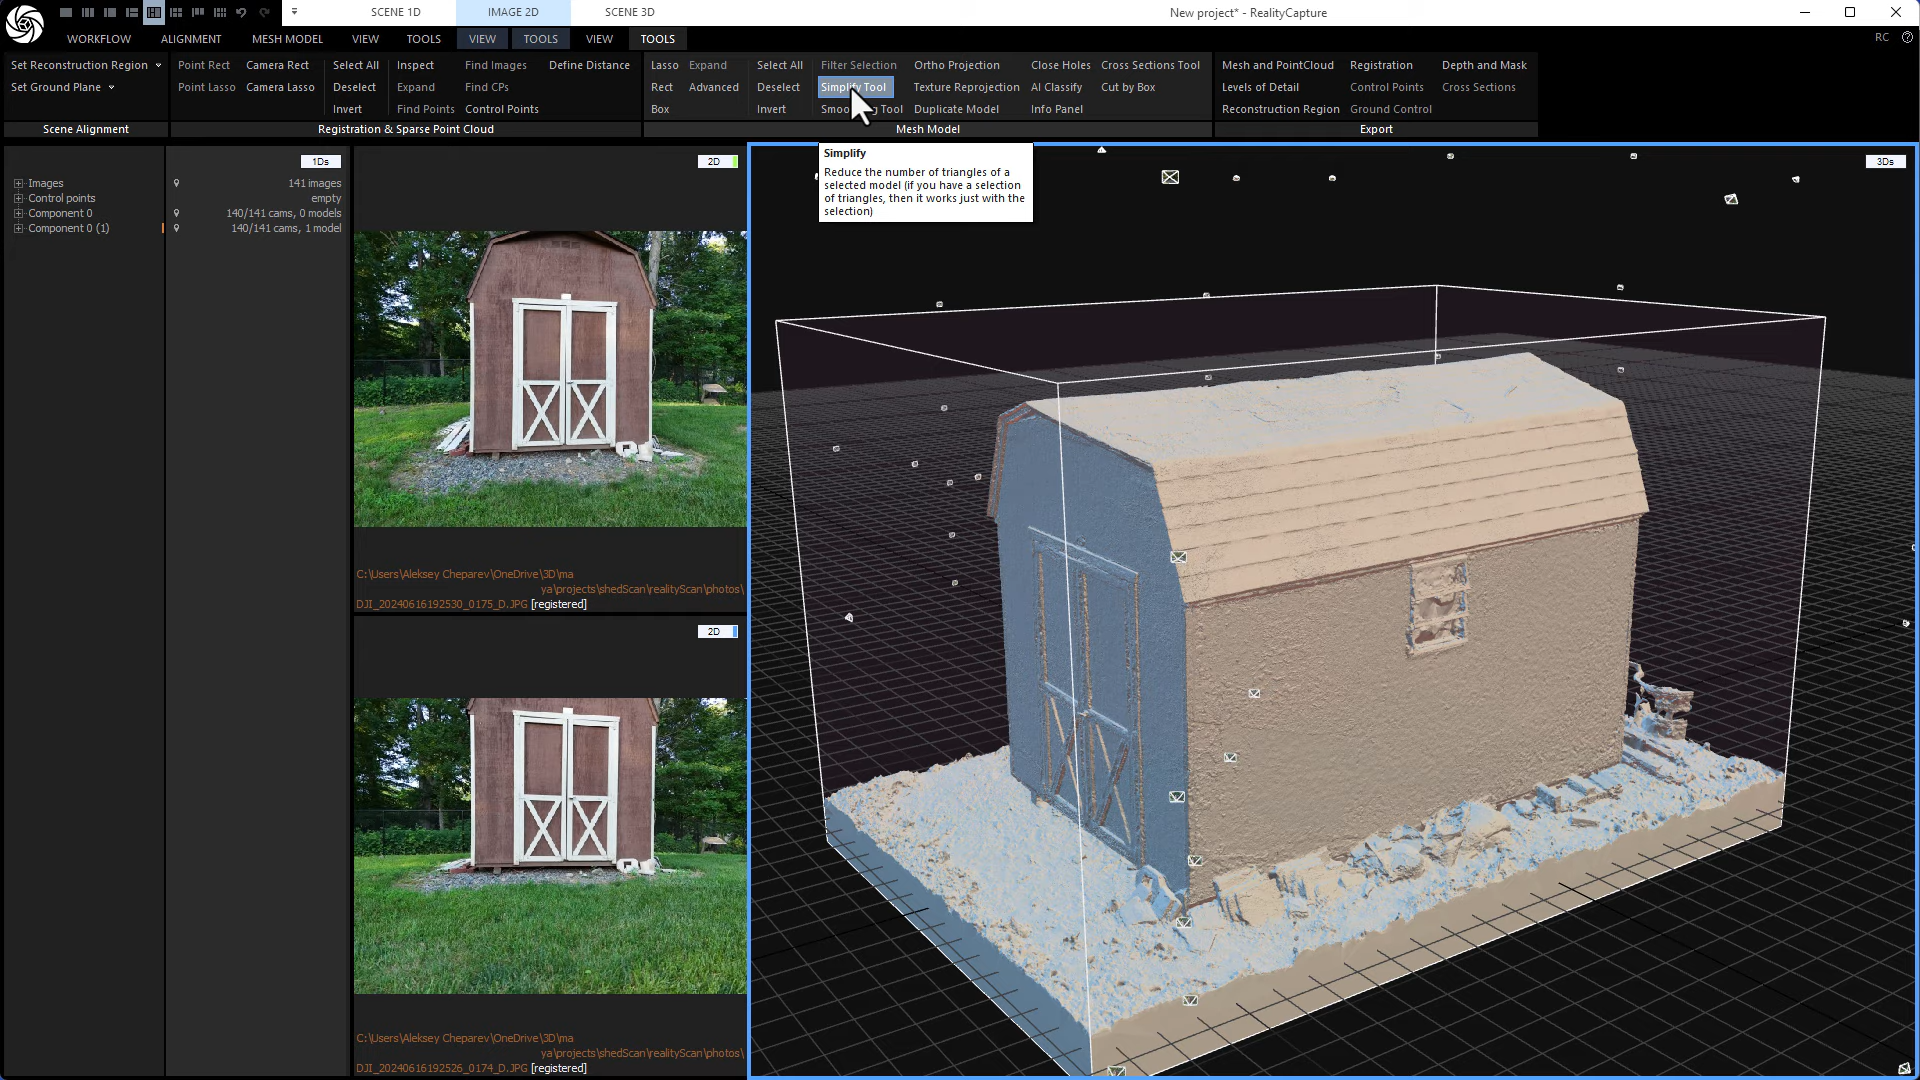 SCENE 1D IMAGE 2D SCENE 3D New project* - RealityCapture
WORKFLOW ALIGNMENT MESH MODEL VIEW TOOLS VIEW TOOLS VIEW TOOLS RC
Set Reconstruction Region Point Rect Camera Rect Select All Inspect Find Images Define Distance Lasso Expand Select All Filter Selection Ortho Projection Close Holes Cross Sections Tool Mesh and PointCloud Registration Depth and Mask
Set Ground Plane Point Lasso Camera Lasso Deselect Expand Find CPs Rect Advanced Deselect Simplify Tool Texture Reprojection AI Classify Cut by Box Levels of Detail Control Points Cross Sections
Invert Find Points Control Points Box Invert Tool Duplicate Model Info Panel Reconstruction Region Ground Control
Scene Alignment Registration & Sparse Point Cloud Mesh Model Export
Simplify
Reduce the number of triangles of a
selected model (if you have a selection
of triangles, then it works just with the
selection)
1Ds
Images 141 images
Control points empty
Component 0 140/141 cams, 0 models
Component 0 (1) 140/141 cams, 1 model
2D
C:\Users\Aleksey Cheparev\OneDrive\3D\ma
ya\projects\shedScan\realityScan\photos\
DJI_20240616192530_0175_D.JPG [registered]
2D
C:\Users\Aleksey Cheparev\OneDrive\3D\ma
ya\projects\shedScan\realityScan\photos\
DJI_20240616192526_0174_D.JPG [registered]
3Ds